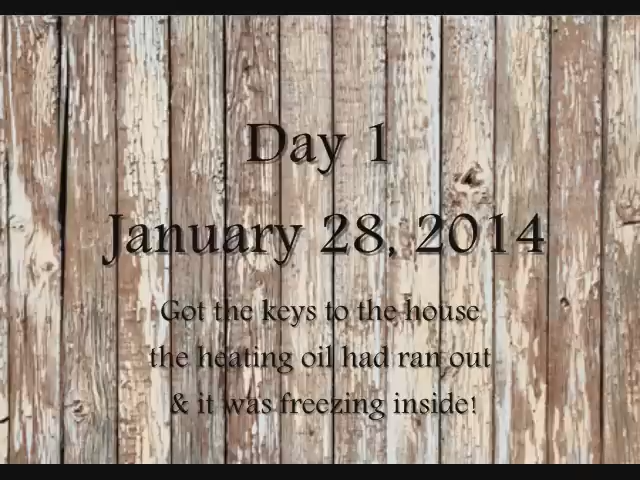 Day 1
January 28, 2014
Got the keys to the house
the heating oil had ran out
& it was freezing inside!